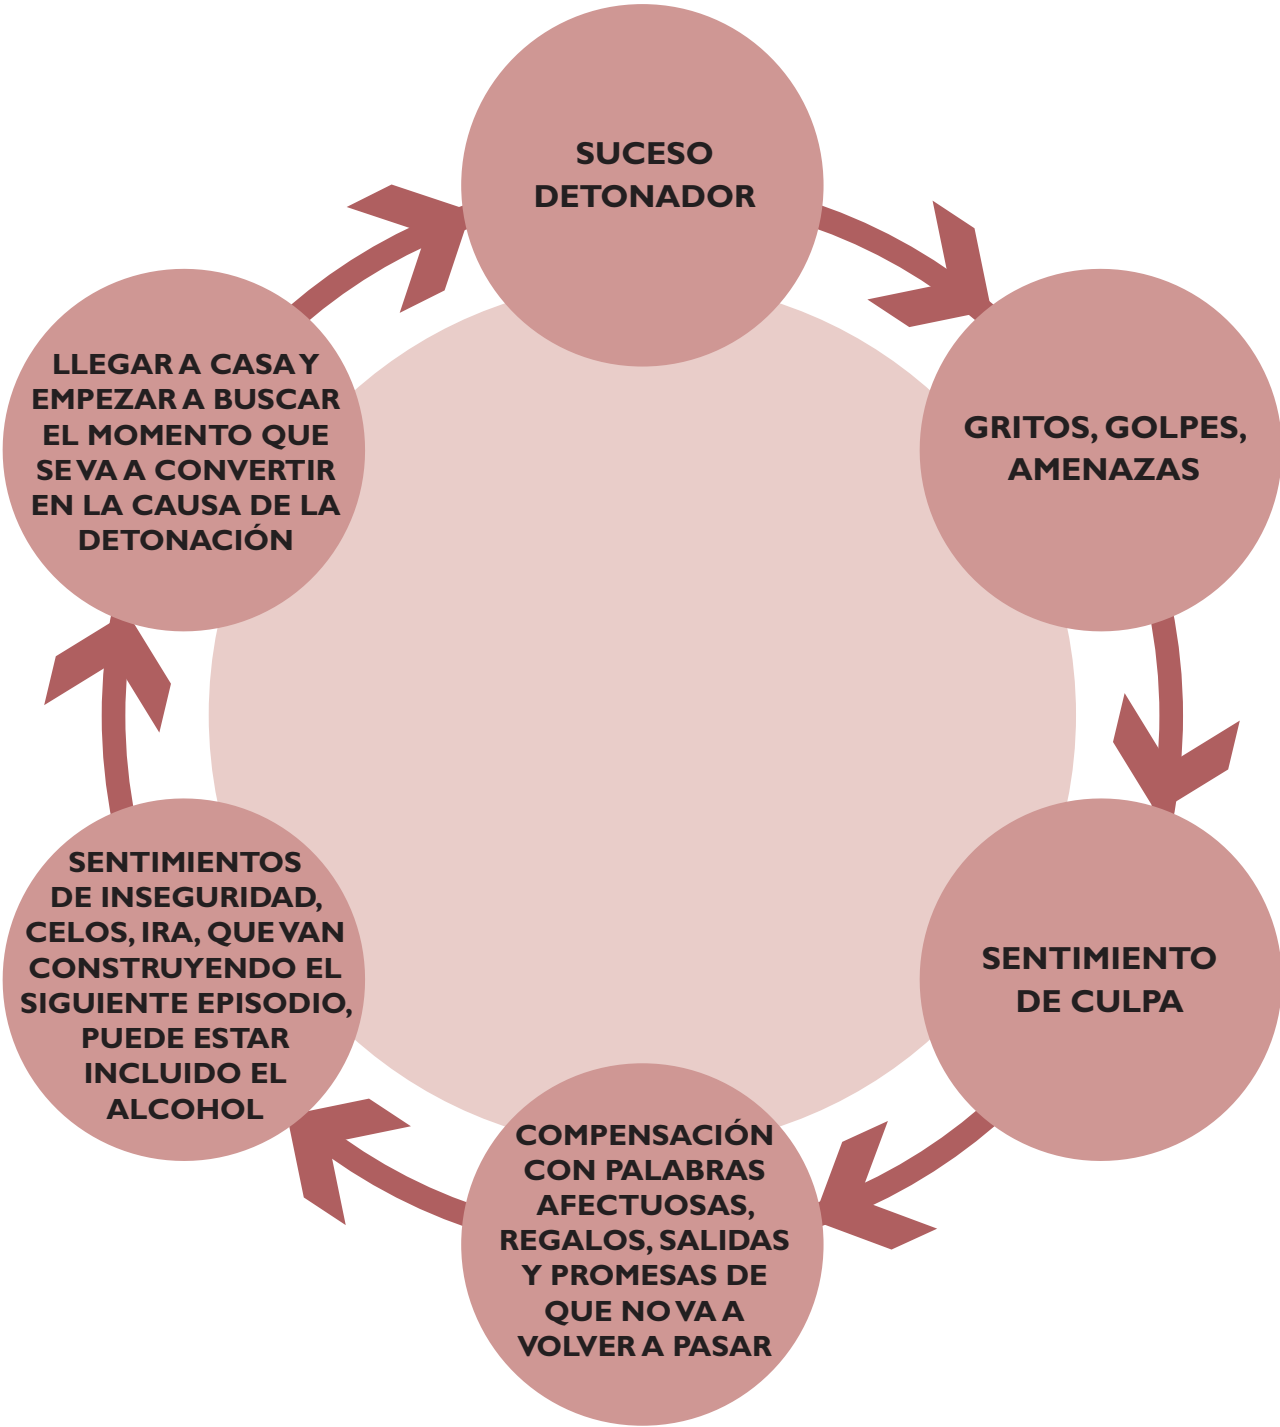 SUCESO
DETONADOR
GRITOS, GOLPES,
AMENAZAS
SENTIMIENTO
DE CULPA
COMPENSACIÓN
CON PALABRAS
AFECTUOSAS,
REGALOS, SALIDAS
Y PROMESAS DE
QUE NO VA A
VOLVER A PASAR
SENTIMIENTOS
DE INSEGURIDAD,
CELOS, IRA, QUE VAN
CONSTRUYENDO EL
SIGUIENTE EPISODIO,
PUEDE ESTAR
INCLUIDO EL
ALCOHOL
LLEGAR A CASA Y
EMPEZAR A BUSCAR
EL MOMENTO QUE
SE VA A CONVERTIR
EN LA CAUSA DE LA
DETONACIÓN